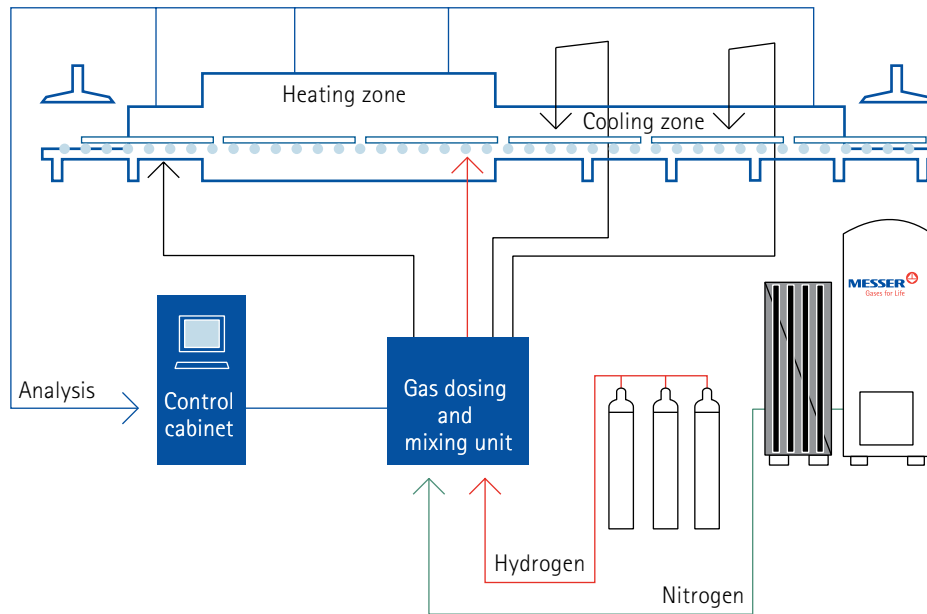 Heating zone
Cooling zone
MESSER
Gases for Life
Analysis
Control
cabinet
Gas dosing
and
mixing unit
Hydrogen
Nitrogen